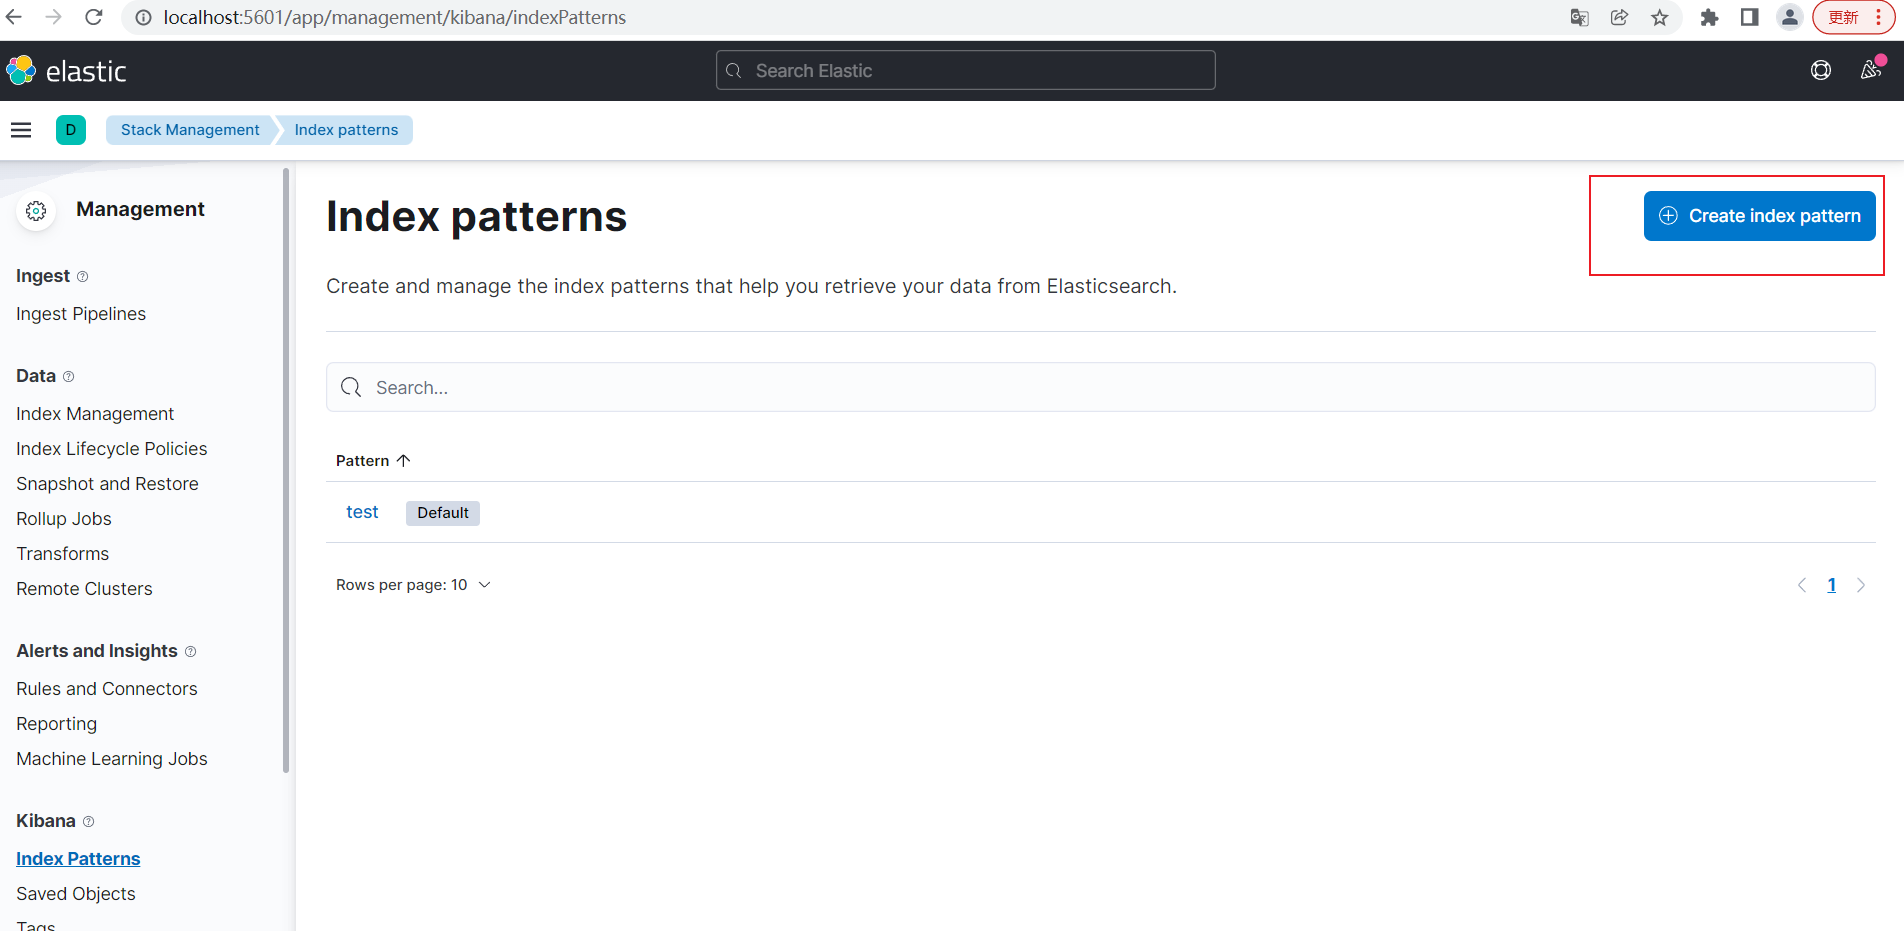 localhost:5601/app/management/kibana/indexPatterns
更新
elastic
Search Elastic
D
Stack Management
Index patterns
Management
Ingest
Ingest Pipelines
Data
Index Management
Index Lifecycle Policies
Snapshot and Restore
Rollup Jobs
Transforms
Remote Clusters
Alerts and Insights
Rules and Connectors
Reporting
Machine Learning Jobs
Kibana
Index Patterns
Saved Objects
Tags
Index patterns
Create index pattern
Create and manage the index patterns that help you retrieve your data from Elasticsearch.
Search...
Pattern
test
Default
Rows per page: 10
1